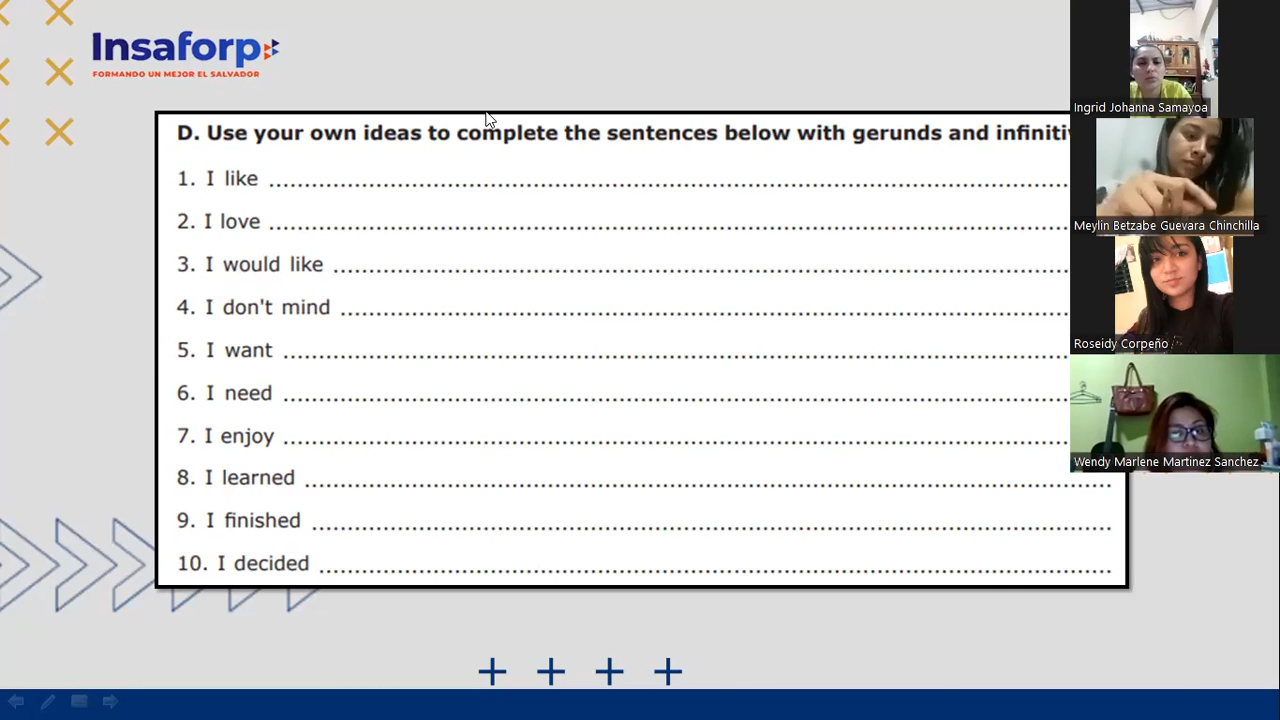 Insaforp
FORMANDO UN MEJOR EL SALVADOR
D. Use your own ideas to complete the sentences below with gerunds and infiniti
1. I like ........................................................................
2. I love ........................................................................
3. I would like ........................................................................
4. I don't mind ........................................................................
5. I want ........................................................................
6. I need ........................................................................
7. I enjoy ........................................................................
8. I learned ........................................................................
9. I finished ........................................................................
10. I decided ........................................................................
Ingrid Johanna Samayoa
Meylin Betzabe Guevara Chinchilla
Roseidy Corpeño
Wendy Marlene Martinez Sanchez